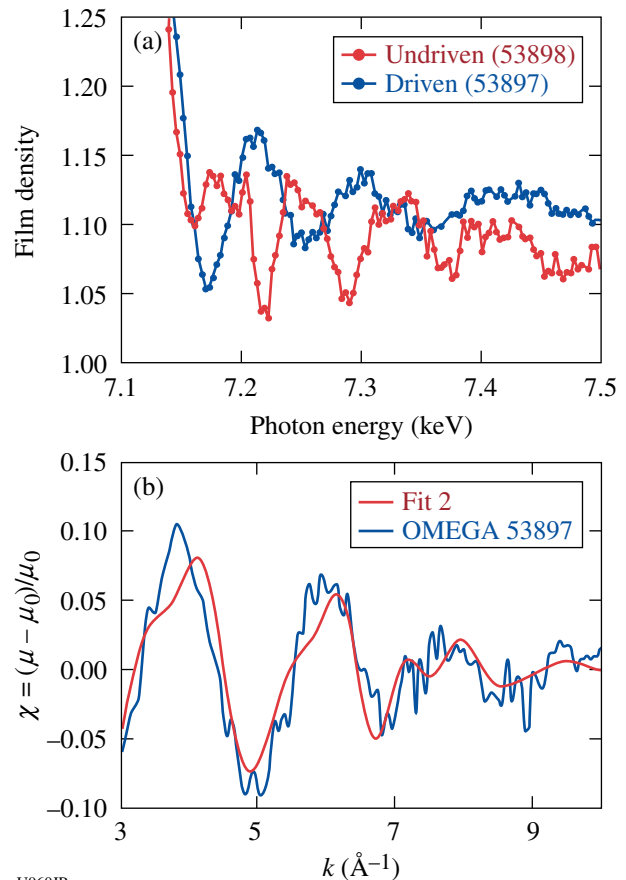 (a)
Undriven (53898)
Driven (53897)
Film density
1.25
1.20
1.15
1.10
1.05
1.00
7.1 7.2 7.3 7.4 7.5
Photon energy (keV)
(b)
Fit 2
OMEGA 53897
χ = (μ – μ₀)/μ₀
0.15
0.10
0.05
0.00
–0.05
–0.10
3 5 7 9
k (Å⁻¹)